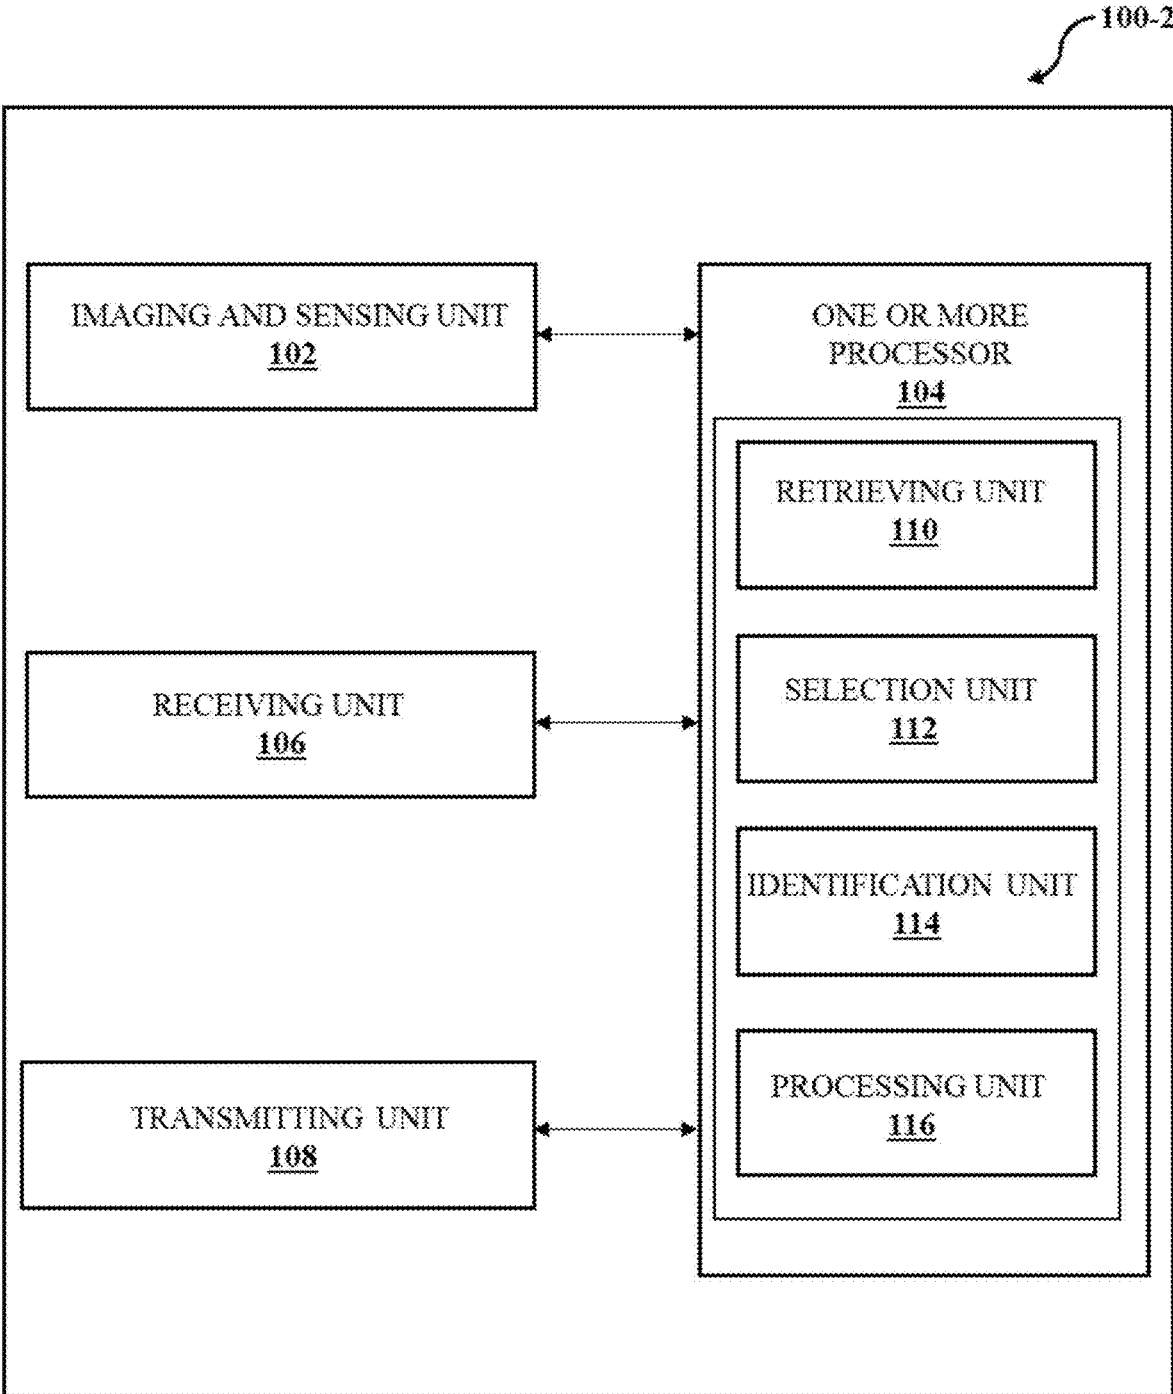 100-2
IMAGING AND SENSING UNIT
102
ONE OR MORE
PROCESSOR
104
RETRIEVING UNIT
110
SELECTION UNIT
112
RECEIVING UNIT
106
IDENTIFICATION UNIT
114
PROCESSING UNIT
116
TRANSMITTING UNIT
108